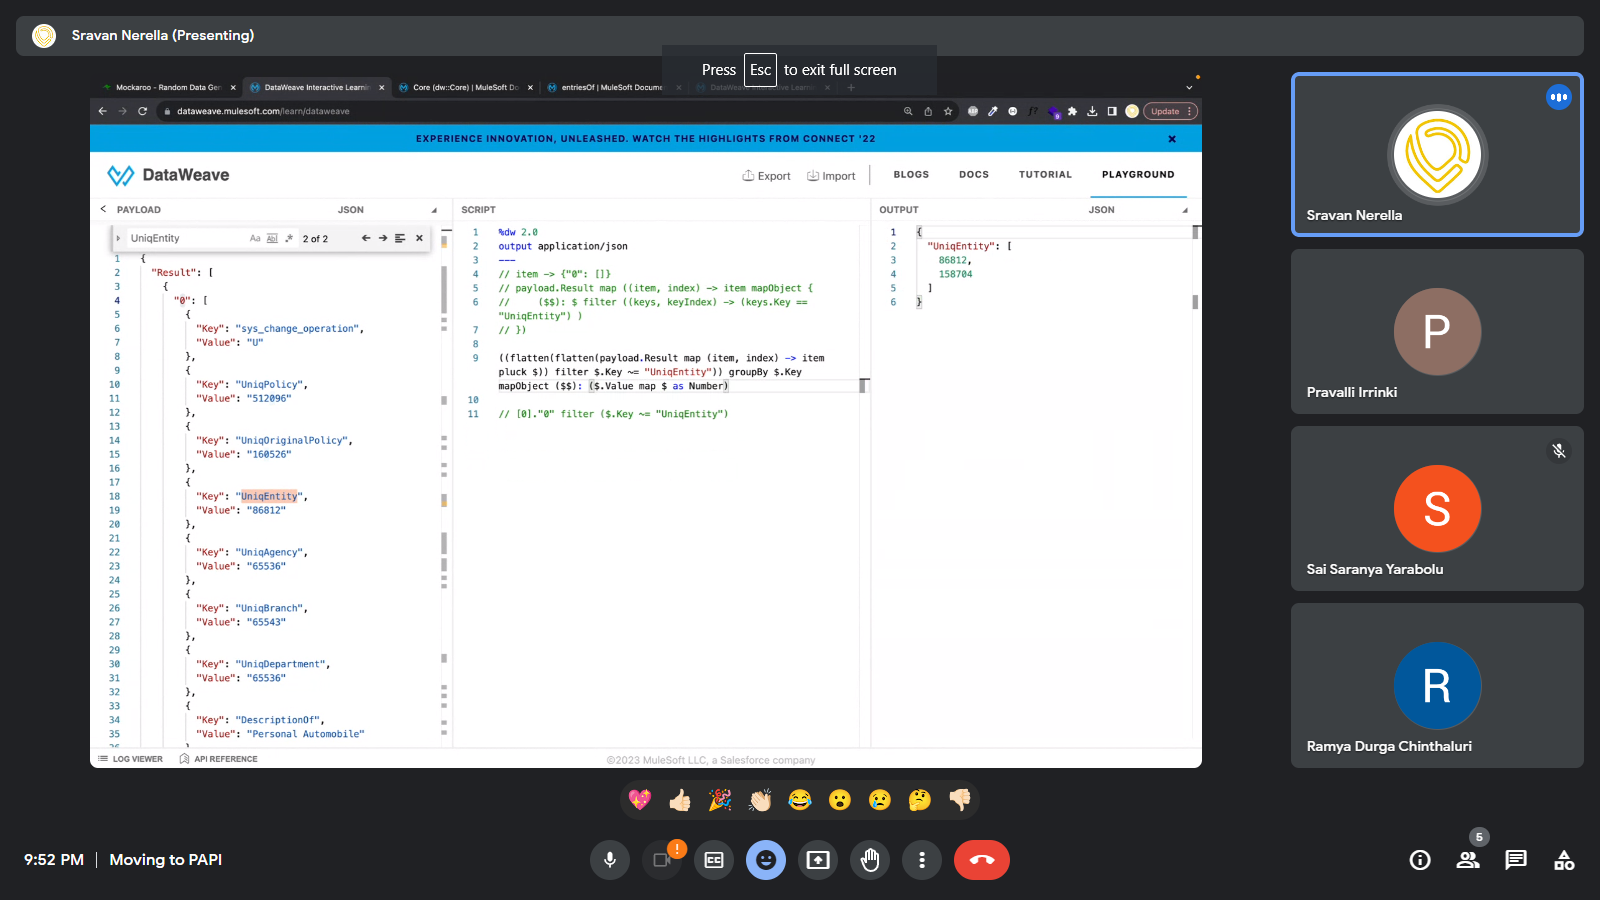 Sravan Nerella (Presenting)
Press Esc to exit full screen
Mockaroo - Random Data Gen
DataWeave Interactive Learnin
Core (dw::Core) | MuleSoft Do
entriesOf | MuleSoft Docume
DataWeave Interactive Learnin
dataweave.mulesoft.com/learn/dataweave
Update
EXPERIENCE INNOVATION, UNLEASHED. WATCH THE HIGHLIGHTS FROM CONNECT '22
DataWeave
Export
Import
BLOGS
DOCS
TUTORIAL
PLAYGROUND
PAYLOAD
JSON
UniqEntity
Aa
Abl
2 of 2
1 {
2 "Result": [
3 {
4 "0": [
5 {
6 "Key": "sys_change_operation",
7 "Value": "U"
8 },
9 {
10 "Key": "UniqPolicy",
11 "Value": "512096"
12 },
13 {
14 "Key": "UniqOriginalPolicy",
15 "Value": "160526"
16 },
17 {
18 "Key": "UniqEntity",
19 "Value": "86812"
20 },
21 {
22 "Key": "UniqAgency",
23 "Value": "65536"
24 },
25 {
26 "Key": "UniqBranch",
27 "Value": "65543"
28 },
29 {
30 "Key": "UniqDepartment",
31 "Value": "65536"
32 },
33 {
34 "Key": "DescriptionOf",
35 "Value": "Personal Automobile"
SCRIPT
1 %dw 2.0
2 output application/json
3 ---
4 // item -> {"0": []}
5 // payload.Result map ((item, index) -> item mapObject {
6 // ($$): $ filter ((keys, keyIndex) -> (keys.Key ==
"UniqEntity") )
7 // })
8
9 ((flatten(flatten(payload.Result map (item, index) -> item
pluck $)) filter $.Key ~= "UniqEntity")) groupBy $.Key
mapObject ($$): ($.Value map $ as Number)
10
11 // [0]."0" filter ($.Key ~= "UniqEntity")
OUTPUT
JSON
1 {
2 "UniqEntity": [
3 86812,
4 158704
5 ]
6 }
LOG VIEWER
API REFERENCE
©2023 MuleSoft LLC, a Salesforce company
Sravan Nerella
P
Pravalli Irrinki
S
Sai Saranya Yarabolu
R
Ramya Durga Chinthaluri
9:52 PM | Moving to PAPI
CC
5